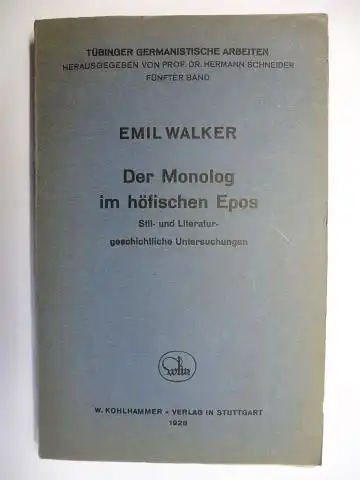 TÜBINGER GERMANISTISCHE ARBEITEN
HERAUSGEGEBEN VON PROF. DR. HERMANN SCHNEIDER
FÜNFTER BAND
EMIL WALKER
Der Monolog
im höfischen Epos
Stil- und Literatur-
geschichtliche Untersuchungen
W. KOHLHAMMER • VERLAG IN STUTTGART
1928